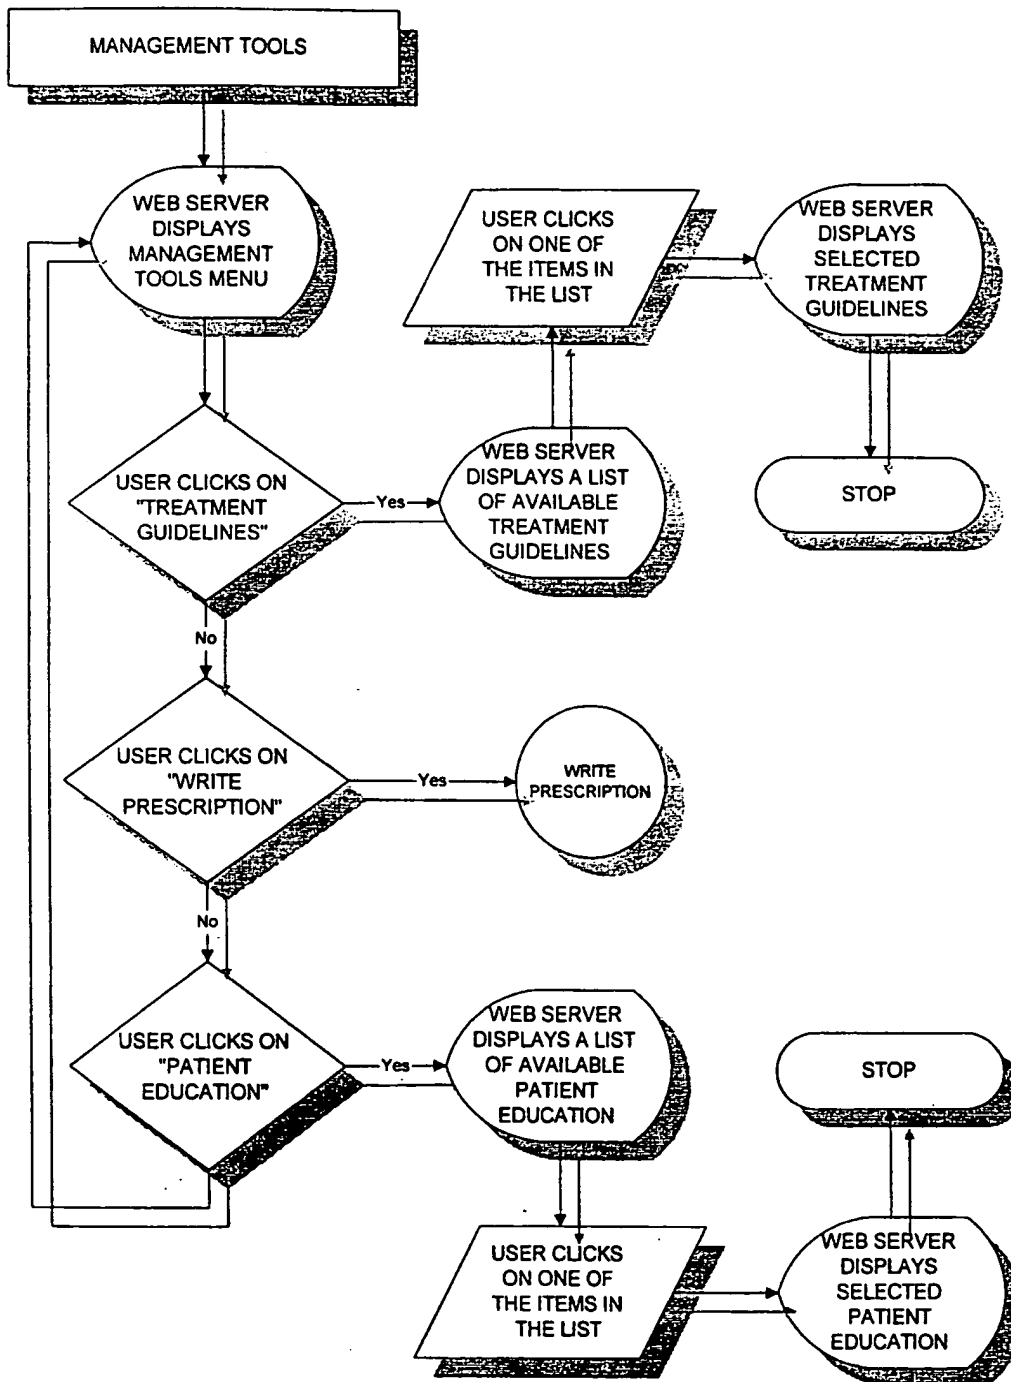 MANAGEMENT TOOLS
WEB SERVER
DISPLAYS
MANAGEMENT
TOOLS MENU
USER CLICKS
ON ONE OF
THE ITEMS IN
THE LIST
WEB SERVER
DISPLAYS
SELECTED
TREATMENT
GUIDELINES
USER CLICKS ON
"TREATMENT
GUIDELINES"
Yes
WEB SERVER
DISPLAYS A LIST
OF AVAILABLE
TREATMENT
GUIDELINES
STOP
No
USER CLICKS ON
"WRITE
PRESCRIPTION"
Yes
WRITE
PRESCRIPTION
No
USER CLICKS ON
"PATIENT
EDUCATION"
Yes
WEB SERVER
DISPLAYS A LIST
OF AVAILABLE
PATIENT
EDUCATION
STOP
USER CLICKS
ON ONE OF
THE ITEMS IN
THE LIST
WEB SERVER
DISPLAYS
SELECTED
PATIENT
EDUCATION